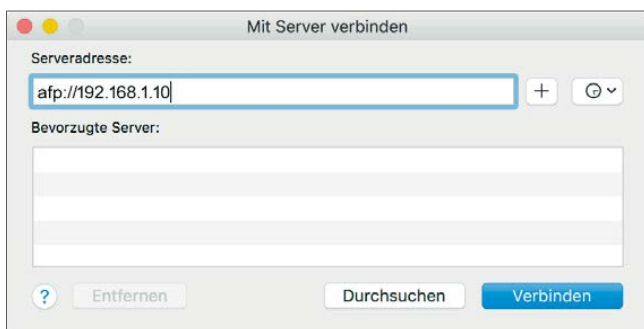 Mit Server verbinden
Serveradresse:
afp://192.168.1.10
+
Bevorzugte Server:
? Entfernen Durchsuchen Verbinden